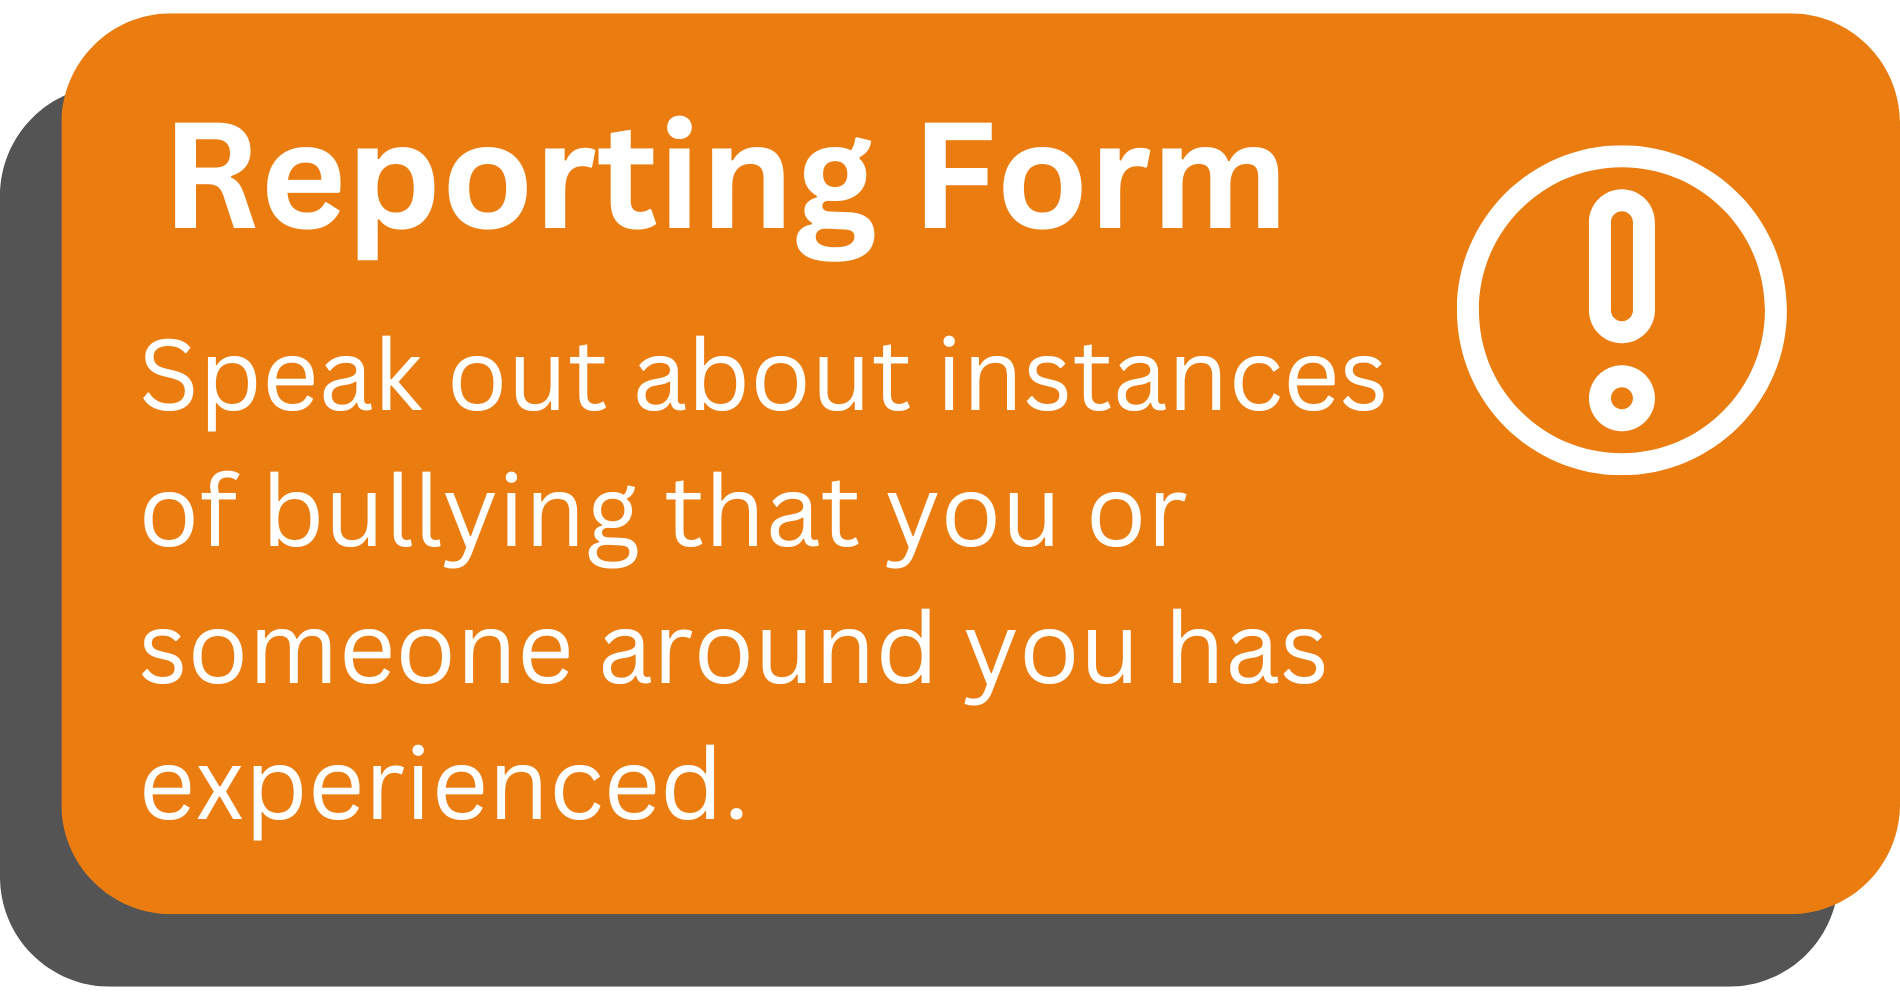 Reporting Form
Speak out about instances
of bullying that you or
someone around you has
experienced.